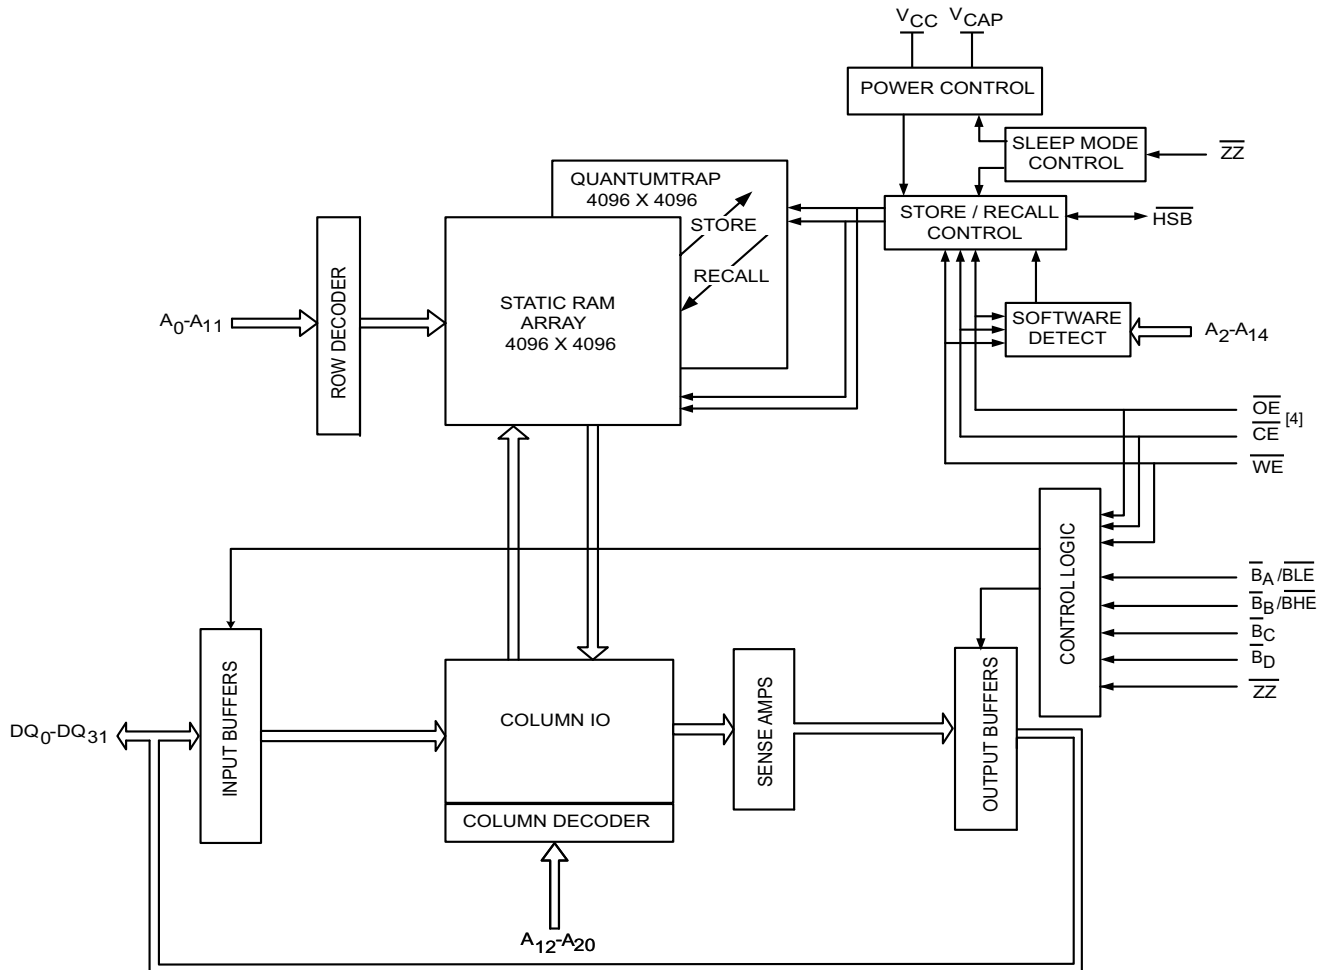 VCC
VCAP
POWER CONTROL
SLEEP MODE
CONTROL
ZZ
QUANTUMTRAP
4096 X 4096
STORE
RECALL
STORE / RECALL
CONTROL
HSB
A0-A11
ROW DECODER
STATIC RAM
ARRAY
4096 X 4096
SOFTWARE
DETECT
A2-A14
OE
CE [4]
WE
CONTROL LOGIC
BA/BLE
BB/BHE
BC
BD
ZZ
DQ0-DQ31
INPUT BUFFERS
COLUMN IO
COLUMN DECODER
SENSE AMPS
OUTPUT BUFFERS
A12-A20